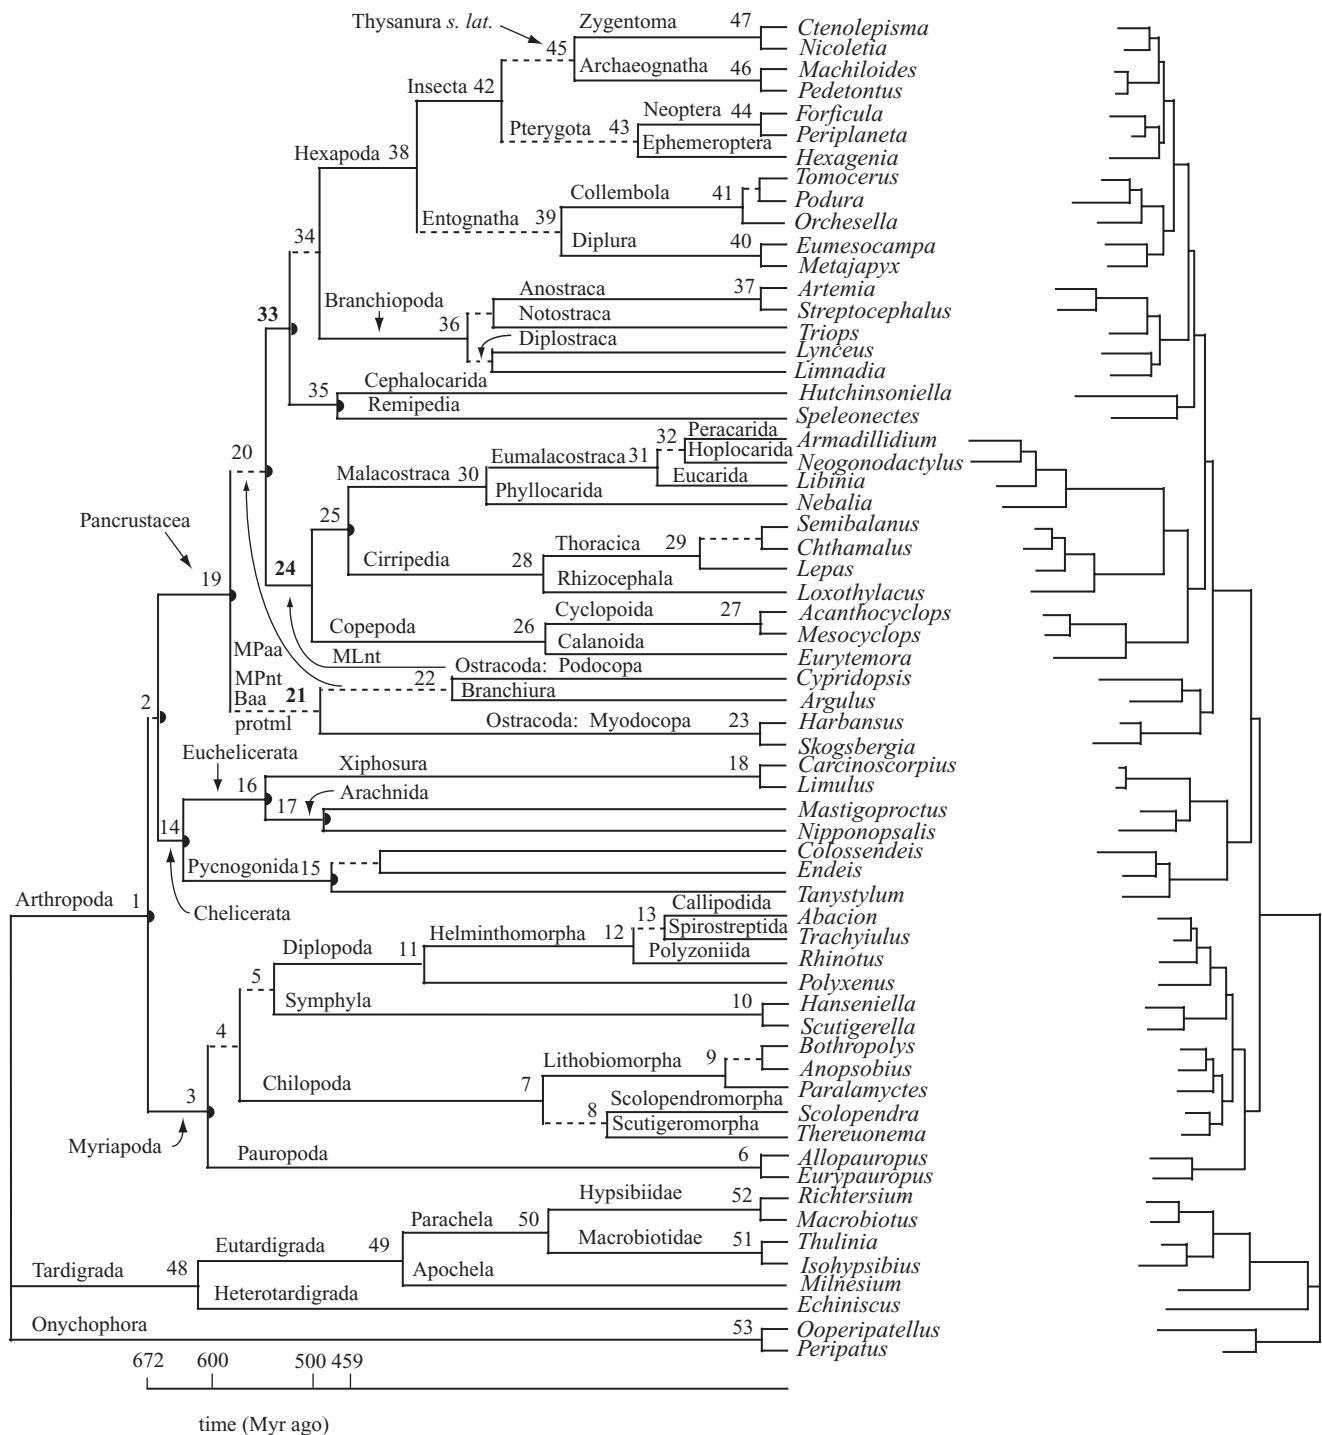 Thysanura s. lat.
Zygentoma 47 Ctenolepisma
45 Nicoletia
Archaeognatha 46 Machiloides
Insecta 42 Pedetontus
Neoptera 44 Forficula
Pterygota 43 Periplaneta
Ephemeroptera Hexagenia
Hexapoda 38 Tomocerus
Collembola 41 Podura
Entognatha 39 Orchesella
34 Diplura 40 Eumesocampa
Metajapyx
Anostraca 37 Artemia
Branchiopoda Streptocephalus
33 36 Notostraca Triops
Diplostraca Lynceus
Limnadia
35 Cephalocarida Hutchinsoniella
Remipedia Speleonectes
32 Peracarida Armadillidium
20 Eumalacostraca 31 Hoplocarida Neogonodactylus
Malacostraca 30 Eucarida Libinia
Phyllocarida Nebalia
Pancrustacea 25 Semibalanus
Thoracica 29 Chthamalus
24 Cirripedia 28 Lepas
19 Rhizocephala Loxothylacus
Cyclopoida 27 Acanthocyclops
Copepoda 26 Mesocyclops
MPaa MLnt Calanoida Eurytemora
MPnt 22 Ostracoda: Podocopa Cypridopsis
2 Baa 21 Branchiura Argulus
protml Ostracoda: Myodocopa 23 Harbansus
Skogsbergia
Euchelicerata Xiphosura 18 Carcinoscorpius
16 Limulus
17 Arachnida Mastigoproctus
14 Nipponopsalis
Colossendeis
Pycnogonida 15 Endeis
Tanystylum
Arthropoda 1 Chelicerata
13 Callipodida Abacion
Helminthomorpha 12 Spirostreptida Trachyiulus
Diplopoda 11 Polyzoniida Rhinotus
5 Polyxenus
Symphyla 10 Hanseniella
Scutigerella
4 Bothropolys
Lithobiomorpha 9 Anopsobius
Chilopoda 7 Paralamyctes
3 Scolopendromorpha Scolopendra
8 Scutigeromorpha Thereuonema
Myriapoda
Pauropoda 6 Allopauropus
Eurypauropus
Hypsibiidae 52 Richtersium
Parachela 50 Macrobiotus
Eutardigrada 49 Macrobiotidae 51 Thulinia
Isohypsibius
Tardigrada 48 Apochela Milnesium
Heterotardigrada Echiniscus
Onychophora 53 Ooperipatellus
Peripatus
672 600 500 459
time (Myr ago)